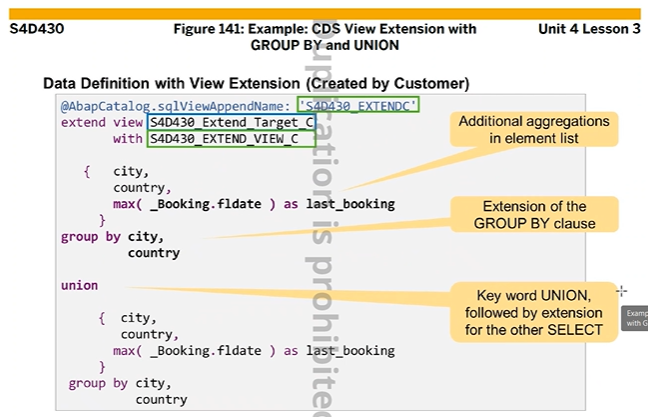 S4D430
Figure 141: Example: CDS View Extension with
GROUP BY and UNION
Unit 4 Lesson 3
Data Definition with View Extension (Created by Customer)
@AbapCatalog.sqlViewAppendName: 'S4D430_EXTENDC'
extend view S4D430_Extend_Target_C
with S4D430_EXTEND_VIEW_C
{ city,
country,
max( _Booking.fldate ) as last_booking
}
group by city,
country
union
{ city,
country,
max( _Booking.fldate ) as last_booking
}
group by city,
country
Additional aggregations
in element list
Extension of the
GROUP BY clause
Key word UNION,
followed by extension
for the other SELECT
duplication is prohibited
with G